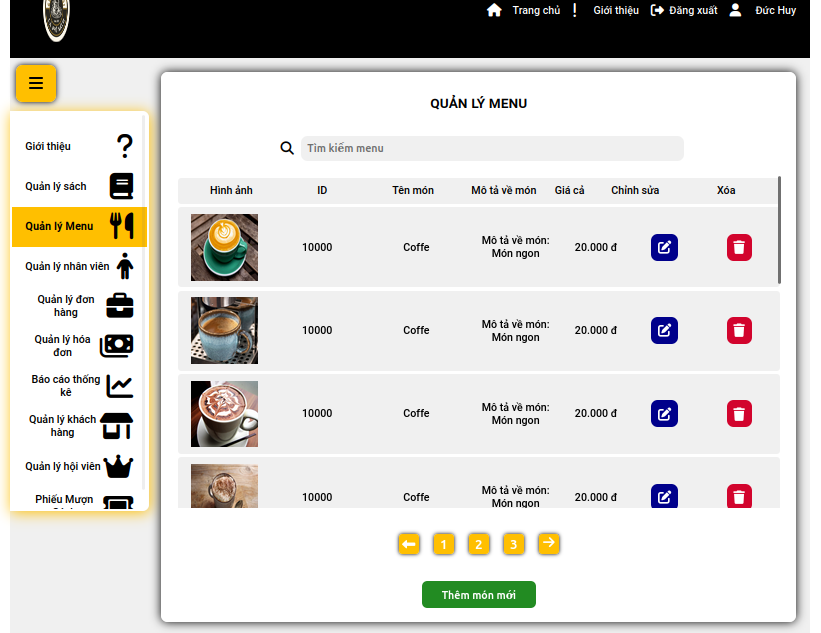 Trang chủ Giới thiệu Đăng xuất Đức Huy
Giới thiệu
Quản lý sách
Quản lý Menu
Quản lý nhân viên
Quản lý đơn
hàng
Quản lý hóa
đơn
Báo cáo thống
kê
Quản lý khách
hàng
Quản lý hội viên
Phiếu Mượn
QUẢN LÝ MENU
Tìm kiếm menu
Hình ảnh ID Tên món Mô tả về món Giá cả Chỉnh sửa Xóa
10000 Coffe Mô tả về món: 20.000 đ
Món ngon
10000 Coffe Mô tả về món: 20.000 đ
Món ngon
10000 Coffe Mô tả về món: 20.000 đ
Món ngon
10000 Coffe Mô tả về món: 20.000 đ
Món ngon
1 2 3
Thêm món mới